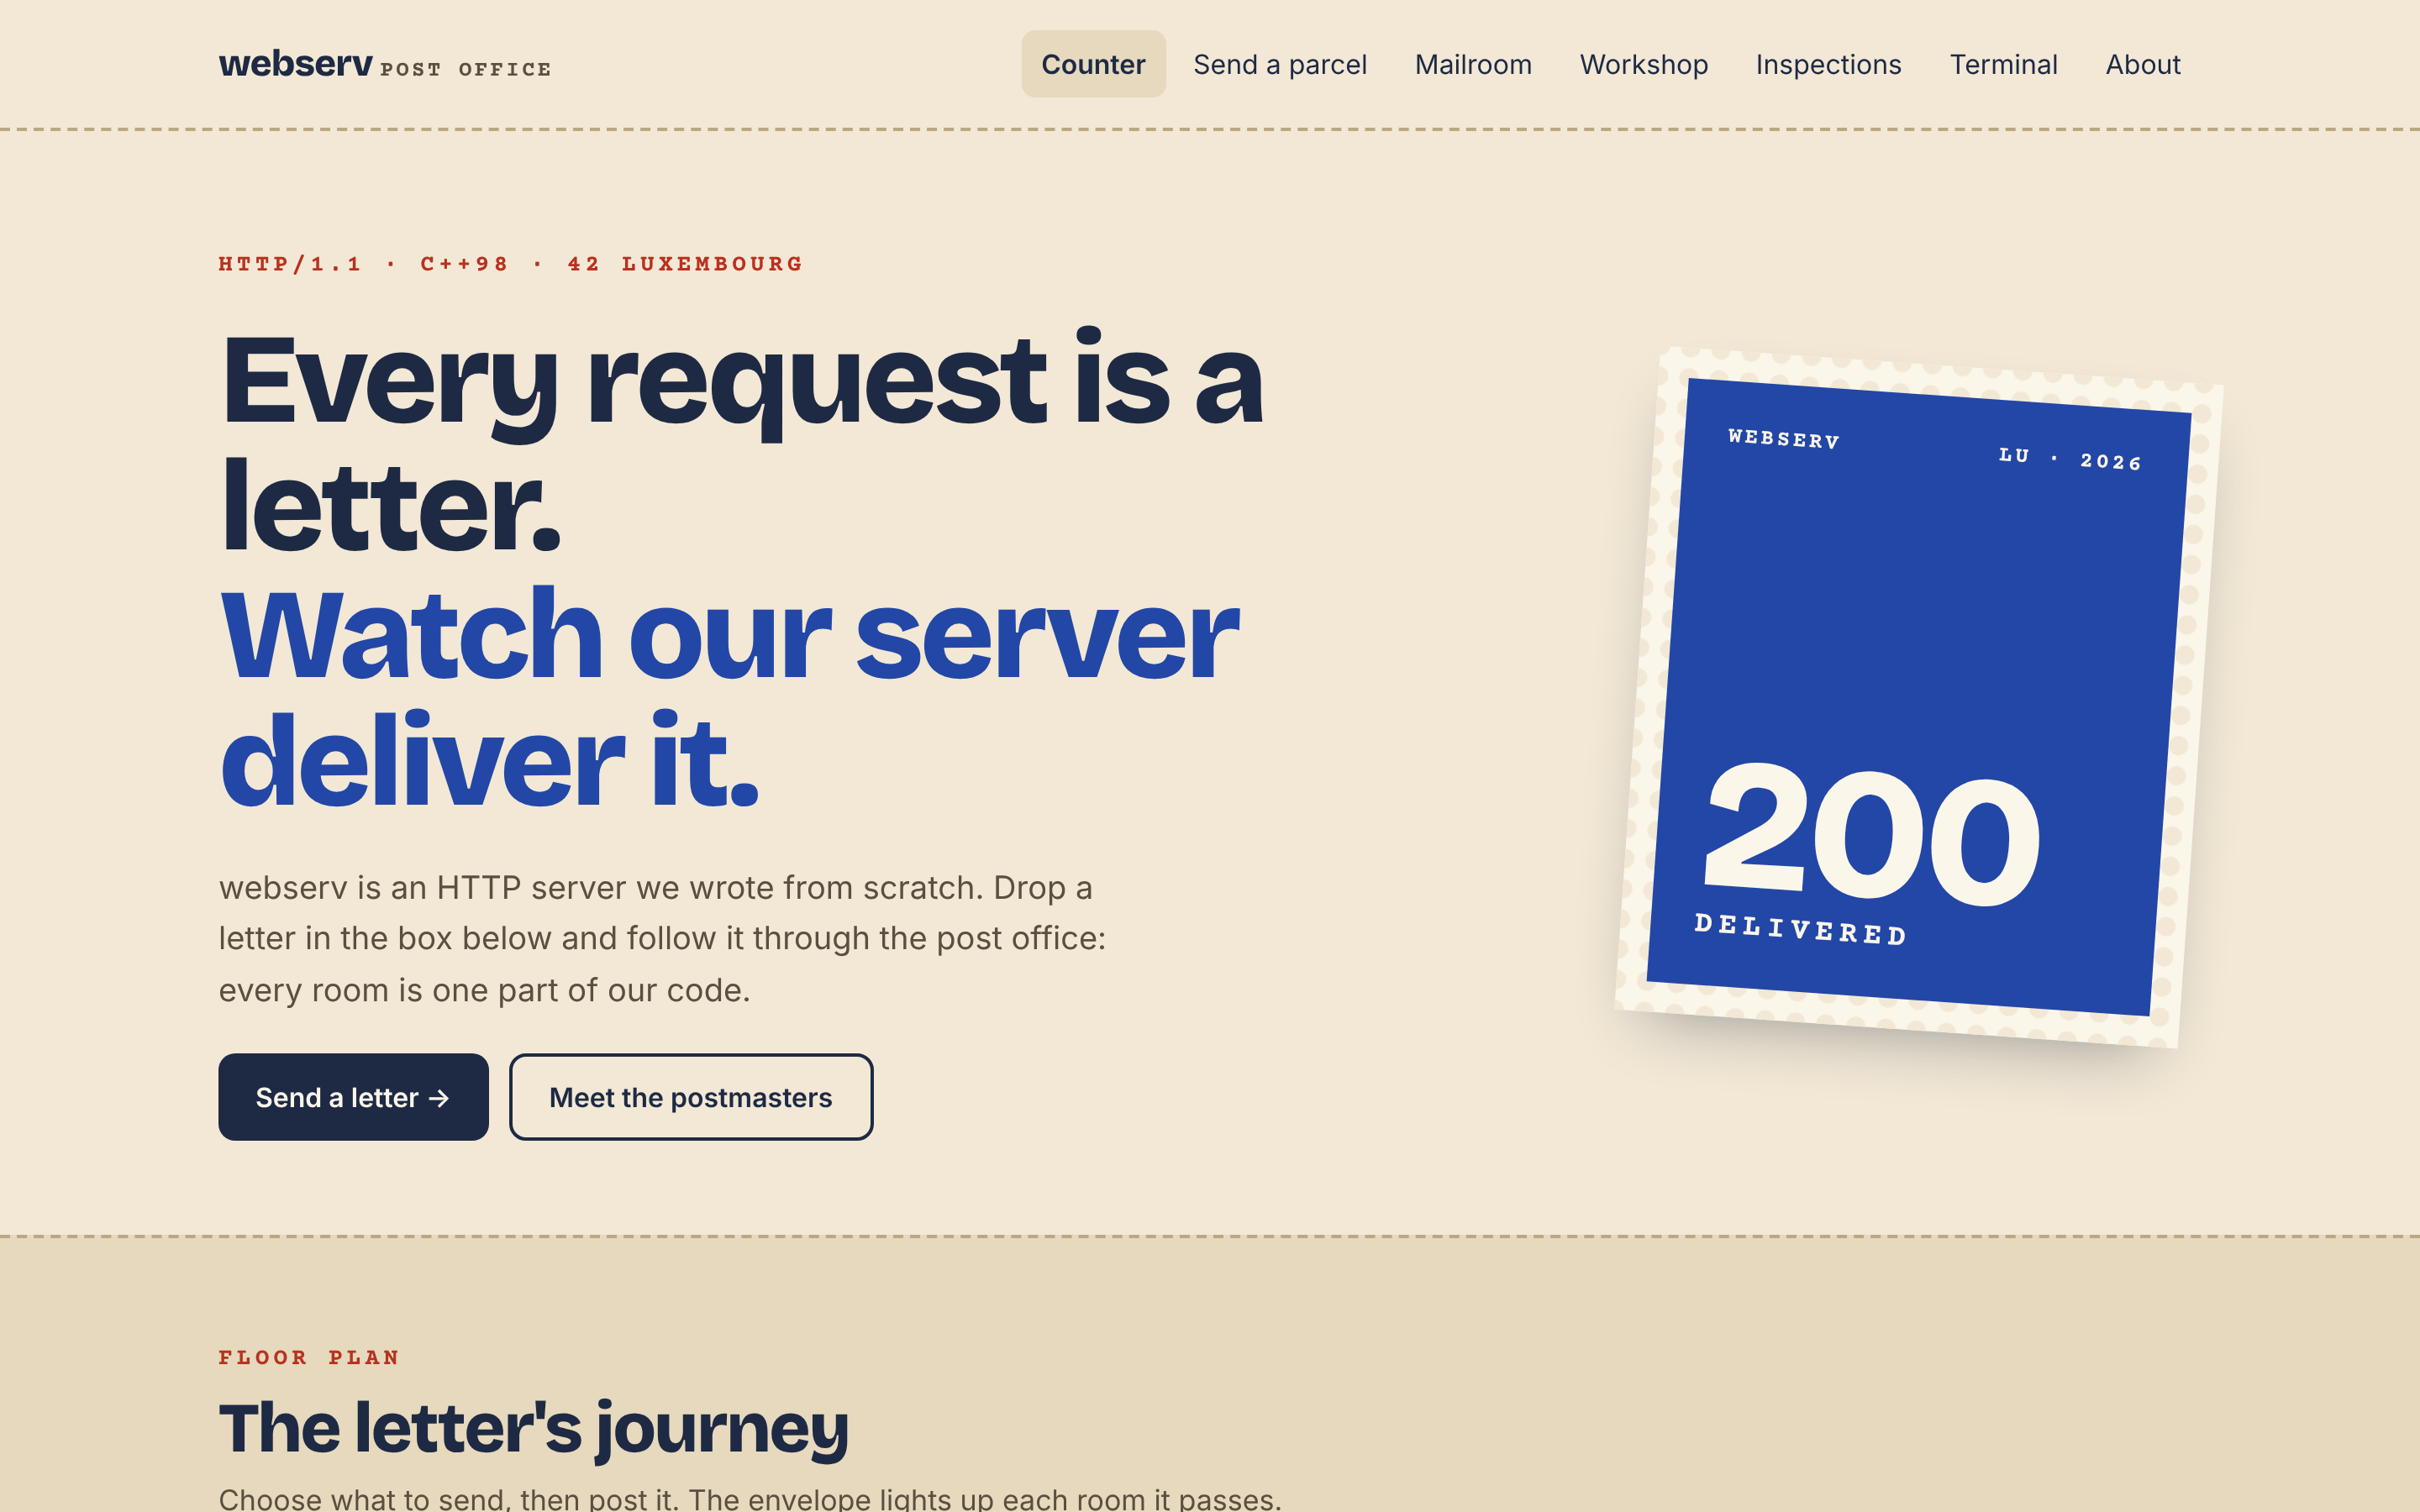 webserv POST OFFICE
Counter Send a parcel Mailroom Workshop Inspections Terminal About
HTTP/1.1 · C++98 · 42 LUXEMBOURG
Every request is a
letter.
Watch our server
deliver it.
webserv is an HTTP server we wrote from scratch. Drop a
letter in the box below and follow it through the post office:
every room is one part of our code.
Send a letter →
Meet the postmasters
WEBSERV
LU · 2026
200
DELIVERED
FLOOR PLAN
The letter's journey
Choose what to send, then post it. The envelope lights up each room it passes.